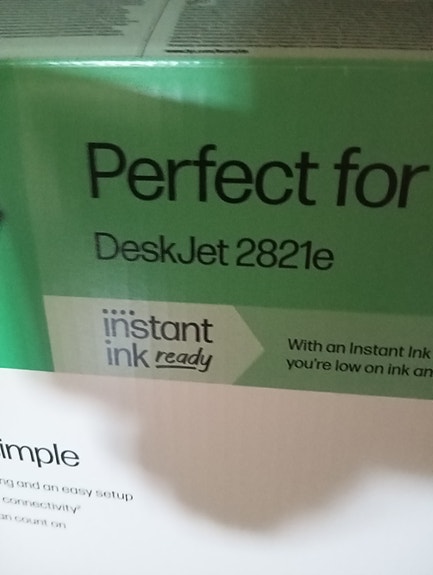 Perfect for
DeskJet 2821e
instant
ink ready
With an Instant Ink
you're low on ink an
imple
ng and an easy setup
connectivity²
an count on